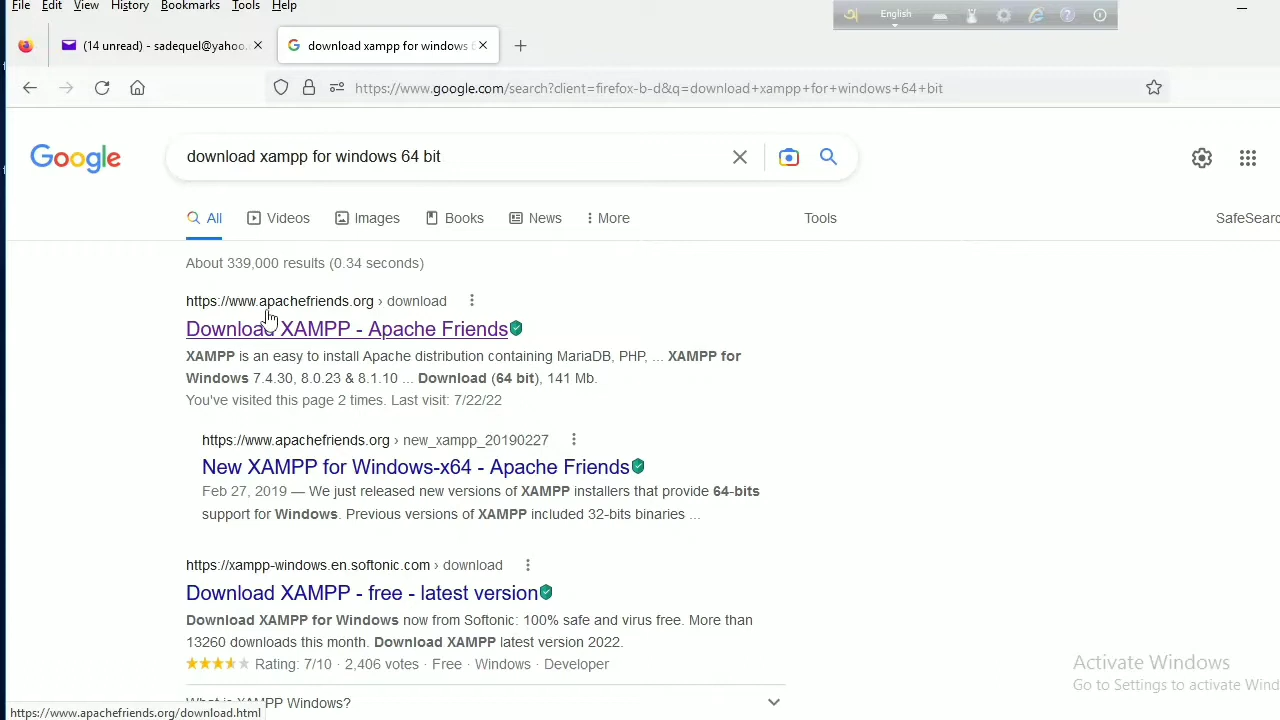 File Edit View History Bookmarks Tools Help
English
(14 unread) - sadequel@yahoo.
download xampp for windows 6
https://www.google.com/search?client=firefox-b-d&q=download+xampp+for+windows+64+bit
Google
download xampp for windows 64 bit
All Videos Images Books News More Tools SafeSearc
About 339,000 results (0.34 seconds)
https://www.apachefriends.org › download
Download XAMPP - Apache Friends
XAMPP is an easy to install Apache distribution containing MariaDB, PHP, ... XAMPP for
Windows 7.4.30, 8.0.23 & 8.1.10 ... Download (64 bit), 141 Mb.
You've visited this page 2 times. Last visit: 7/22/22
https://www.apachefriends.org › new_xampp_20190227
New XAMPP for Windows-x64 - Apache Friends
Feb 27, 2019 — We just released new versions of XAMPP installers that provide 64-bits
support for Windows. Previous versions of XAMPP included 32-bits binaries ...
https://xampp-windows.en.softonic.com › download
Download XAMPP - free - latest version
Download XAMPP for Windows now from Softonic: 100% safe and virus free. More than
13260 downloads this month. Download XAMPP latest version 2022.
Rating: 7/10 · 2,406 votes · Free · Windows · Developer
What is XAMPP Windows?
https://www.apachefriends.org/download.html
Activate Windows
Go to Settings to activate Wind